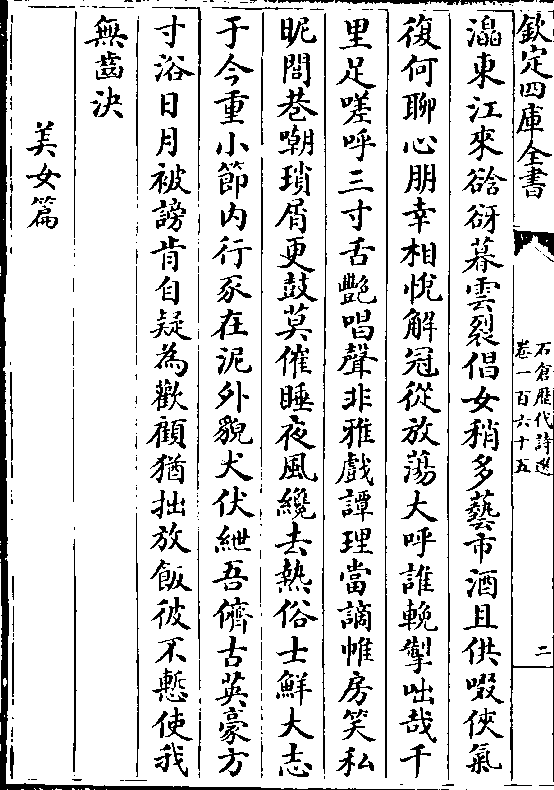 欽定四庫全書
石倉歷代詩選
卷一百六十五
二
瀛東江來谽谺暮雲裂倡女稍多藝市酒且供啜俠氣
復何聊心朋幸相悅解冠從放蕩大呼誰輓掣咄哉千
里足嗟呼三寸舌艷唱聲非雅戲譚理當謫帷房笑私
昵閭巷嘲瑣屑更鼓莫催睡夜風纔去熱俗士鮮大志
于今重小節內行豕在泥外貌犬伏紲吾儕古英豪方
寸浴日月被謗肯自疑為歡顧猶拙放飯彼不慙使我
無齒決
美女篇